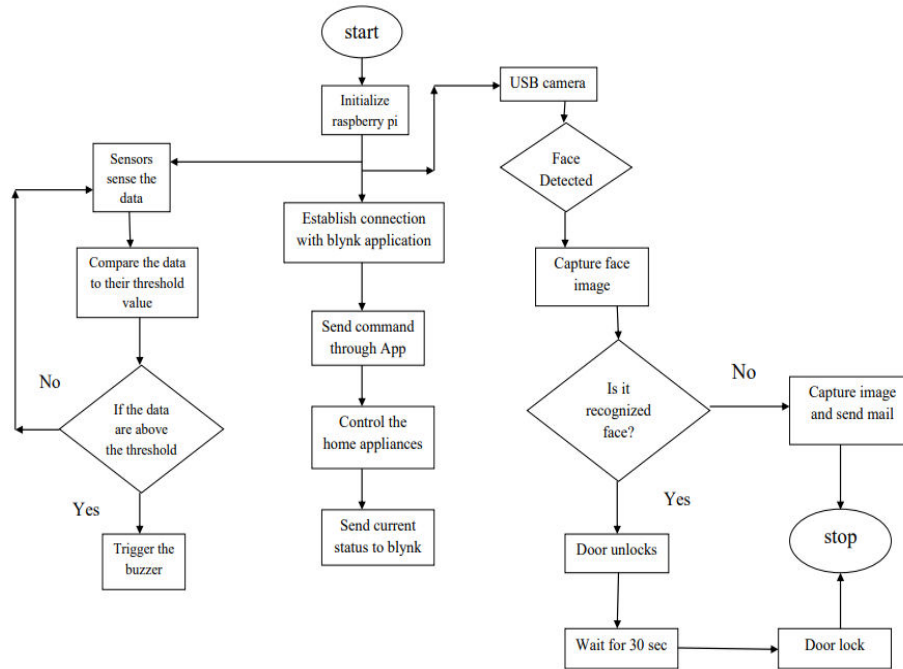 start
Initialize
raspberry pi
USB camera
Face
Detected
Sensors
sense the
data
Establish connection
with blynk application
Compare the data
to their threshold
value
Capture face
image
Send command
through App
No
If the data
are above
the threshold
Is it
recognized
face?
No
Capture image
and send mail
Control the
home appliances
Yes
Yes
Trigger the
buzzer
Send current
status to blynk
Door unlocks
stop
Wait for 30 sec
Door lock